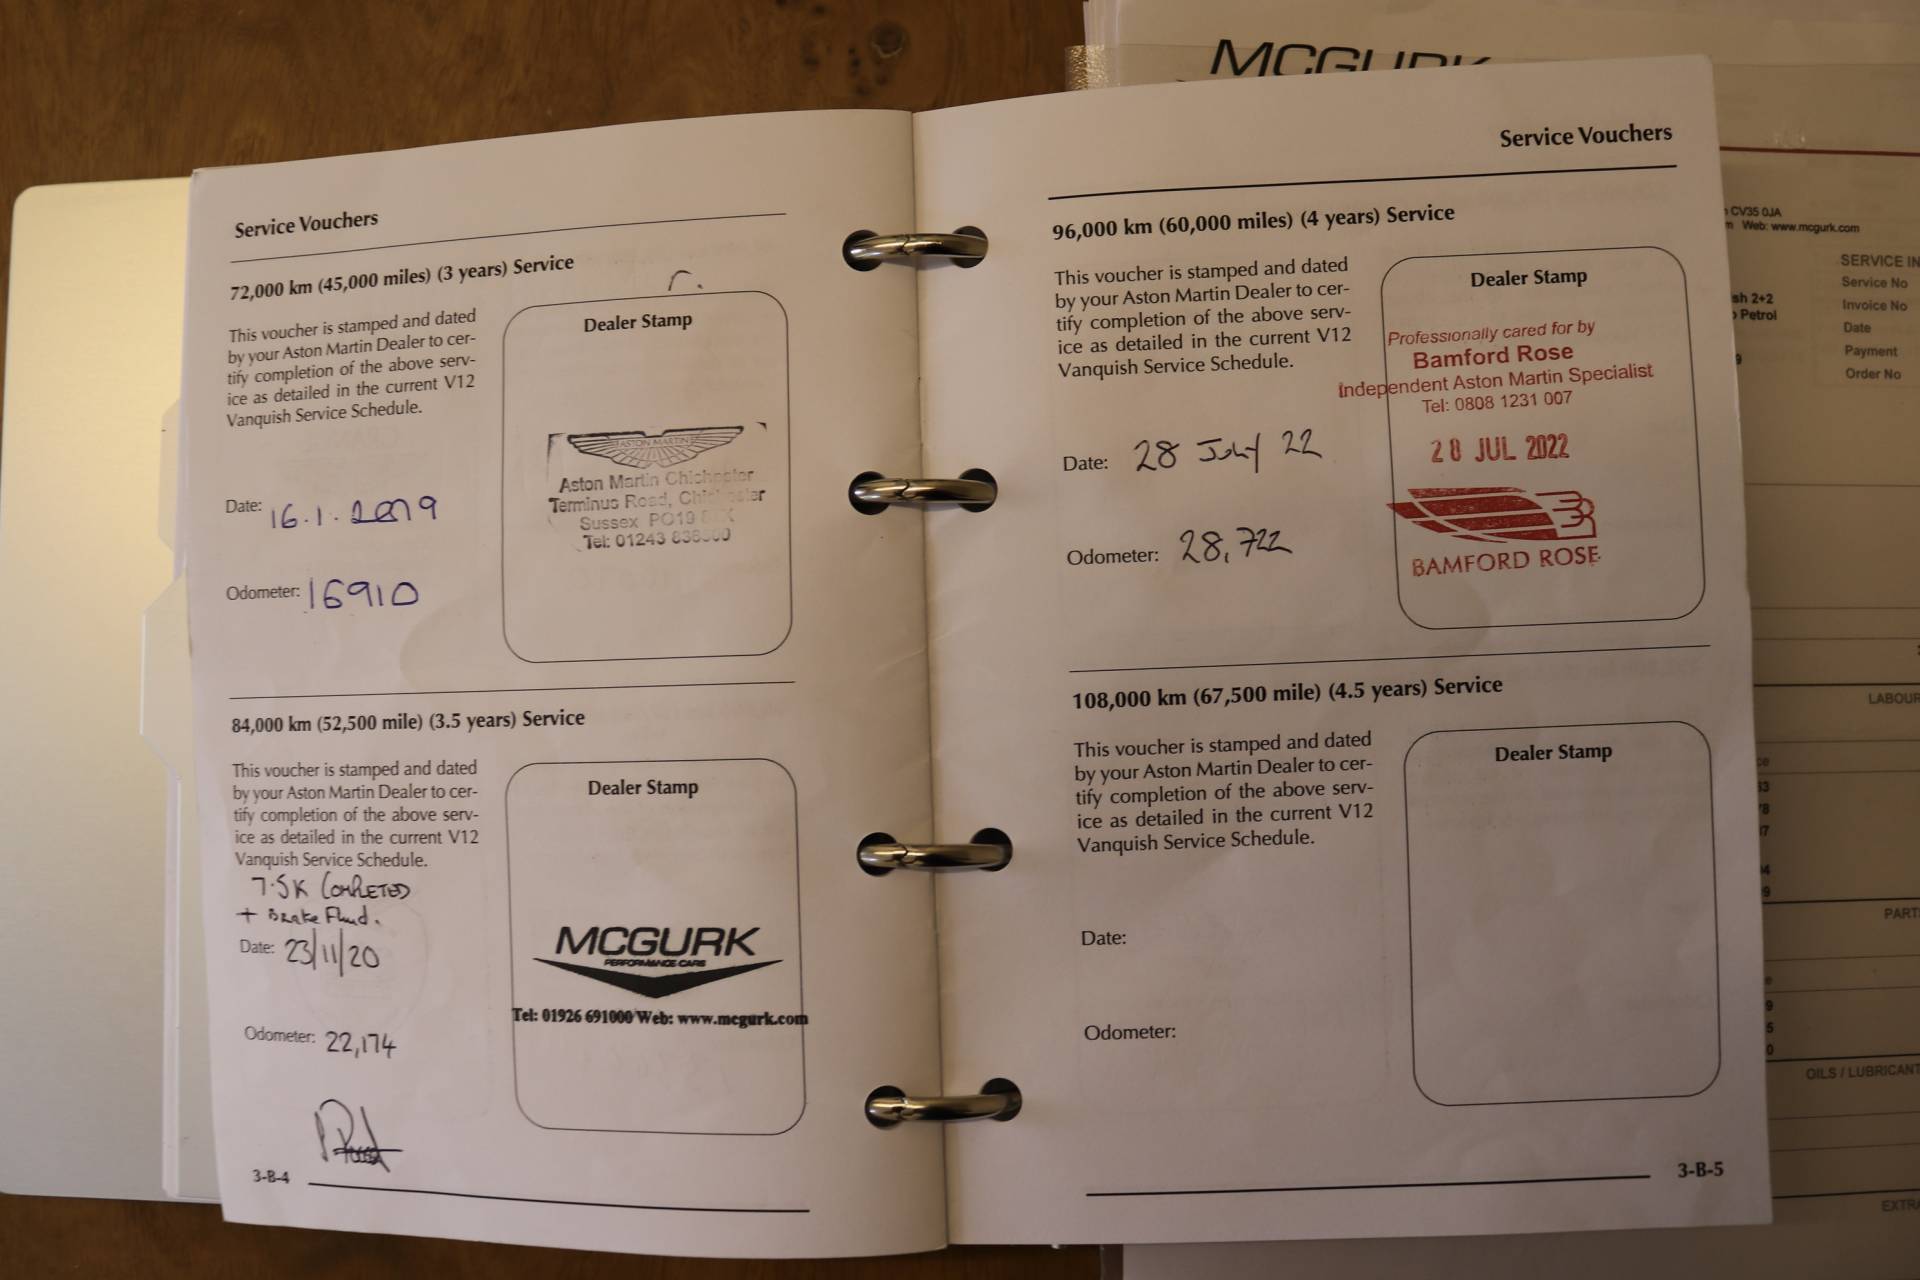 Service Vouchers
72,000 km (45,000 miles) (3 years) Service
This voucher is stamped and dated
by your Aston Martin Dealer to cer-
tify completion of the above serv-
ice as detailed in the current V12
Vanquish Service Schedule.
Date: 16.1.2019
Odometer: 16910
Dealer Stamp
ASTON MARTIN
Aston Martin Chichester
Terminus Road, Chichester
Sussex PO19
Tel: 01243
84,000 km (52,500 mile) (3.5 years) Service
This voucher is stamped and dated
by your Aston Martin Dealer to cer-
tify completion of the above serv-
ice as detailed in the current V12
Vanquish Service Schedule.
7.5K COMPLETED
+ Brake Fluid.
Date: 23/11/20
Odometer: 22,174
Dealer Stamp
MCGURK
PERFORMANCE CARS
Tel: 01926 691000 Web: www.mcgurk.com
3-B-4
Service Vouchers
96,000 km (60,000 miles) (4 years) Service
This voucher is stamped and dated
by your Aston Martin Dealer to cer-
tify completion of the above serv-
ice as detailed in the current V12
Vanquish Service Schedule.
Date: 28 July 22
Odometer: 28,722
Dealer Stamp
Professionally cared for by
Bamford Rose
Independent Aston Martin Specialist
Tel: 0808 1231 007
28 JUL 2022
BAMFORD ROSE
108,000 km (67,500 mile) (4.5 years) Service
This voucher is stamped and dated
by your Aston Martin Dealer to cer-
tify completion of the above serv-
ice as detailed in the current V12
Vanquish Service Schedule.
Date:
Odometer:
Dealer Stamp
3-B-5
MCGURK
CV35 0JA
Web: www.mcgurk.com
SERVICE IN
Service No
sh 2+2
Invoice No
Petrol
Date
Payment
Order No
LABOUR
PART
OILS / LUBRICANT
EXTRA